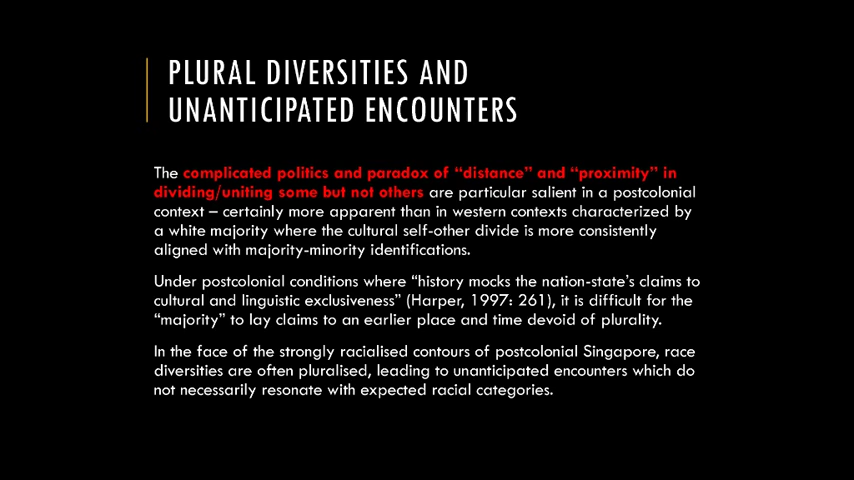 PLURAL DIVERSITIES AND
UNANTICIPATED ENCOUNTERS
The complicated politics and paradox of “distance” and “proximity” in
dividing/uniting some but not others are particular salient in a postcolonial
context – certainly more apparent than in western contexts characterized by
a white majority where the cultural self-other divide is more consistently
aligned with majority-minority identifications.
Under postcolonial conditions where “history mocks the nation-state’s claims to
cultural and linguistic exclusiveness” (Harper, 1997: 261), it is difficult for the
“majority” to lay claims to an earlier place and time devoid of plurality.
In the face of the strongly racialised contours of postcolonial Singapore, race
diversities are often pluralised, leading to unanticipated encounters which do
not necessarily resonate with expected racial categories.